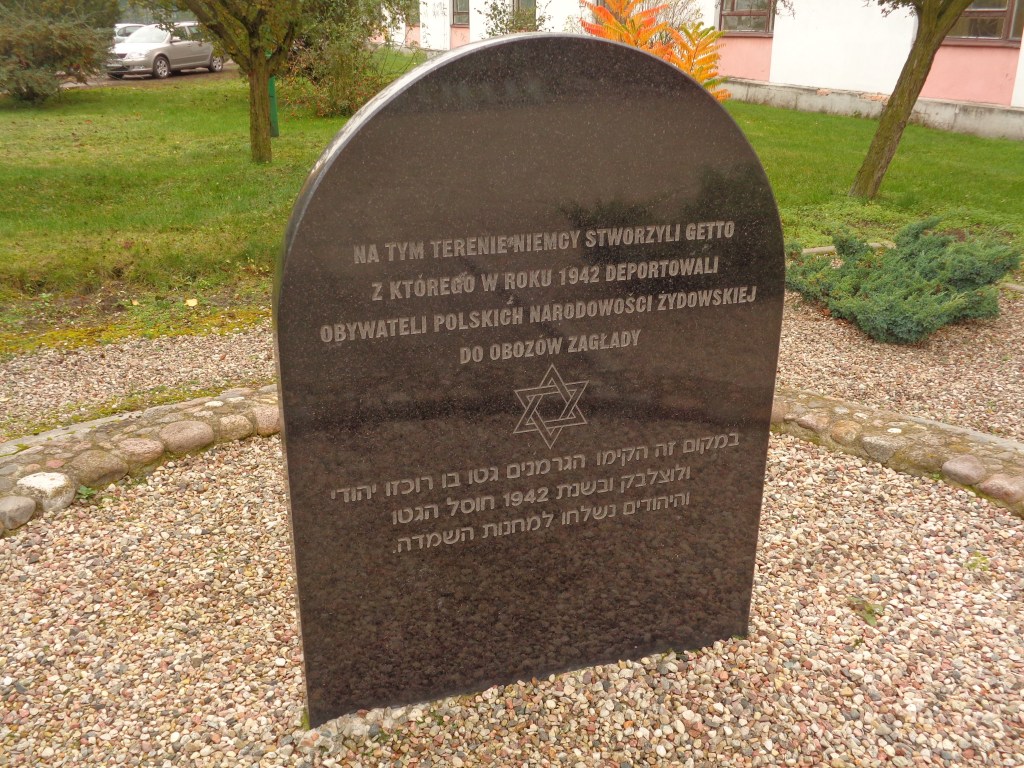 NA TYM TERENIE NIEMCY STWORZYLI GETTO
Z KTÓREGO W ROKU 1942 DEPORTOWALI
OBYWATELI POLSKICH NARODOWOŚCI ŻYDOWSKIEJ
DO OBOZÓW ZAGŁADY
במקום זה הקימו הגרמנים גטו בו רוכזו יהודי
ולוצלבק ובשנת 1942 חוסל הגטו
והיהודים נשלחו למחנות השמדה.